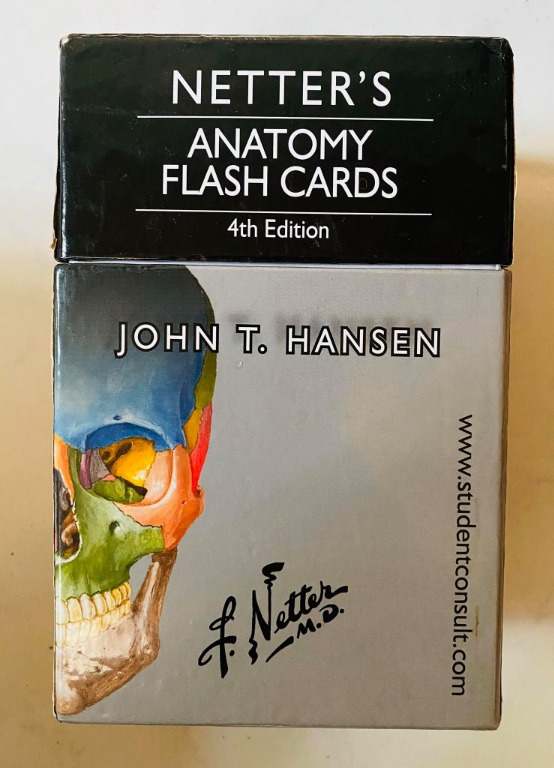 NETTER'S
ANATOMY
FLASH CARDS
4th Edition
JOHN T. HANSEN
www.studentconsult.com
F. Netter
M.D.